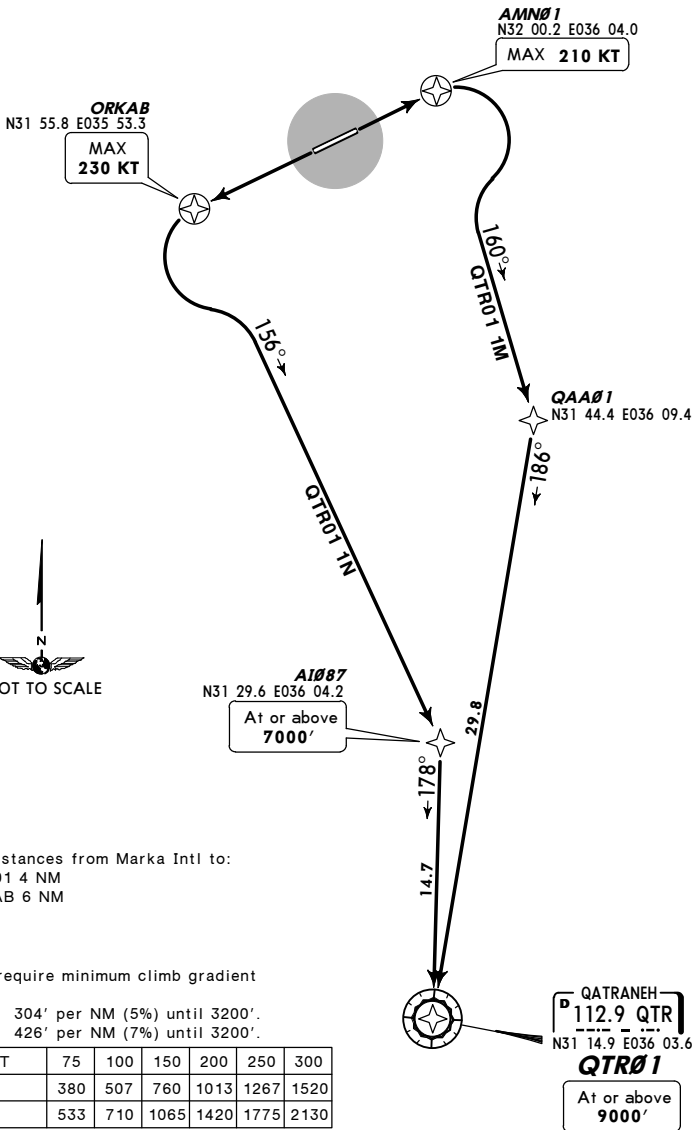 AMNØ1
N32 00.2 E036 04.0
MAX 210 KT
ORKAB
N31 55.8 E035 53.3
MAX
230 KT
160°
QTR01 1M
156°
QAAØ1
N31 44.4 E036 09.4
186°
QTR01 1N
N
OT TO SCALE
AIØ87
N31 29.6 E036 04.2
At or above
7000'
29.8
178°
14.7
stances from Marka Intl to:
01 4 NM
AB 6 NM
require minimum climb gradient
304' per NM (5%) until 3200'.
426' per NM (7%) until 3200'.
T 75 100 150 200 250 300
380 507 760 1013 1267 1520
533 710 1065 1420 1775 2130
QATRANEH
D 112.9 QTR
N31 14.9 E036 03.6
QTRØ1
At or above
9000'